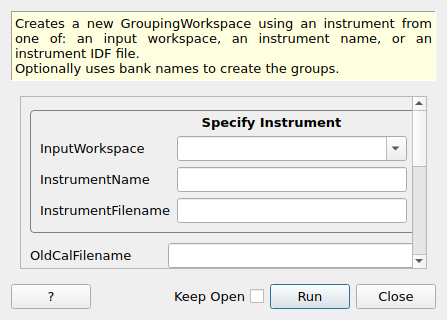 Creates a new GroupingWorkspace using an instrument from
one of: an input workspace, an instrument name, or an
instrument IDF file.
Optionally uses bank names to create the groups.
Specify Instrument
InputWorkspace
InstrumentName
InstrumentFilename
OldCalFilename
?
Keep Open
Run
Close